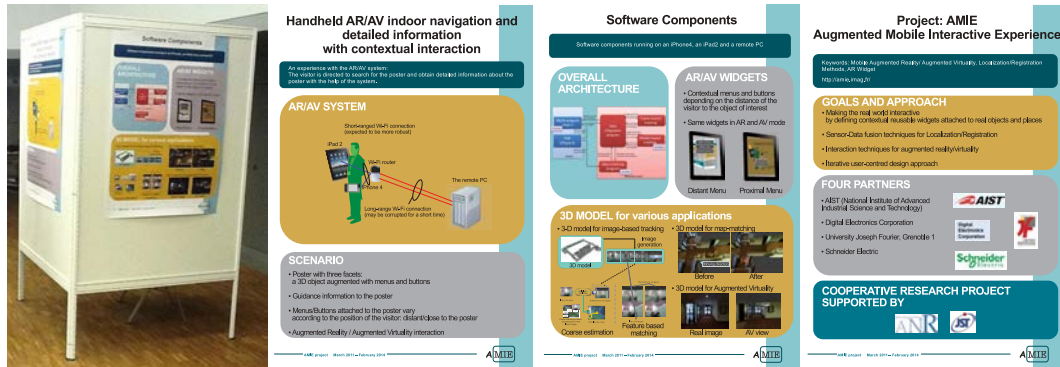 Software Components
OVERALL
ARCHITECTURE
AR/AV WIDGETS
3D MODEL for various applications
Handheld AR/AV indoor navigation and
detailed information
with contextual interaction
An experience with the AR/AV system:
The visitor is directed to search for the poster and obtain detailed information about the
poster with the help of the system.
AR/AV SYSTEM
Short-ranged Wi-Fi connection
(expected to be more robust)
iPad 2
Wi-Fi router
iPhone 4
The remote PC
Long-range Wi-Fi connection
(may be corrupted for a short time)
SCENARIO
• Poster with three facets:
a 3D object augmented with menus and buttons
• Guidance information to the poster
• Menus/Buttons attached to the poster vary
according to the position of the visitor: distant/close to the poster
• Augmented Reality / Augmented Virtuality interaction
AMIE project March 2011—February 2014
AMIE
Software Components
Software components running on an iPhone4, an iPad2 and a remote PC
OVERALL
ARCHITECTURE
AR/AV WIDGETS
• Contextual menus and buttons
depending on the distance of the
visitor to the object of interest
• Same widgets in AR and AV mode
Distant Menu Proximal Menu
3D MODEL for various applications
• 3-D model for image-based tracking
Image
generation
3D model
Coarse estimation
Feature based
matching
• 3D model for map-matching
Before After
• 3D model for Augmented Virtuality
Real image AV view
AMIE project March 2011—February 2014
AMIE
Project: AMIE
Augmented Mobile Interactive Experience
Keywords: Mobile Augmented Reality/ Augmented Virtuality, Localization/Registration
Methods, AR Widget
http://amie.imag.fr/
GOALS AND APPROACH
• Making the real world interactive
by defining contextual reusable widgets attached to real objects and places
• Sensor-Data fusion techniques for Localization/Registration
• Interaction techniques for augmented reality/virtuality
• Iterative user-centred design approach
FOUR PARTNERS
• AIST (National Institute of Advanced
Industrial Science and Technology)
• Digital Electronics Corporation
• University Joseph Fourier, Grenoble 1
• Schneider Electric
AIST
Digital
Electronics
Corporation
Schneider
Electric
COOPERATIVE RESEARCH PROJECT
SUPPORTED BY
ANR
JST
AMIE project March 2011—February 2014
AMIE